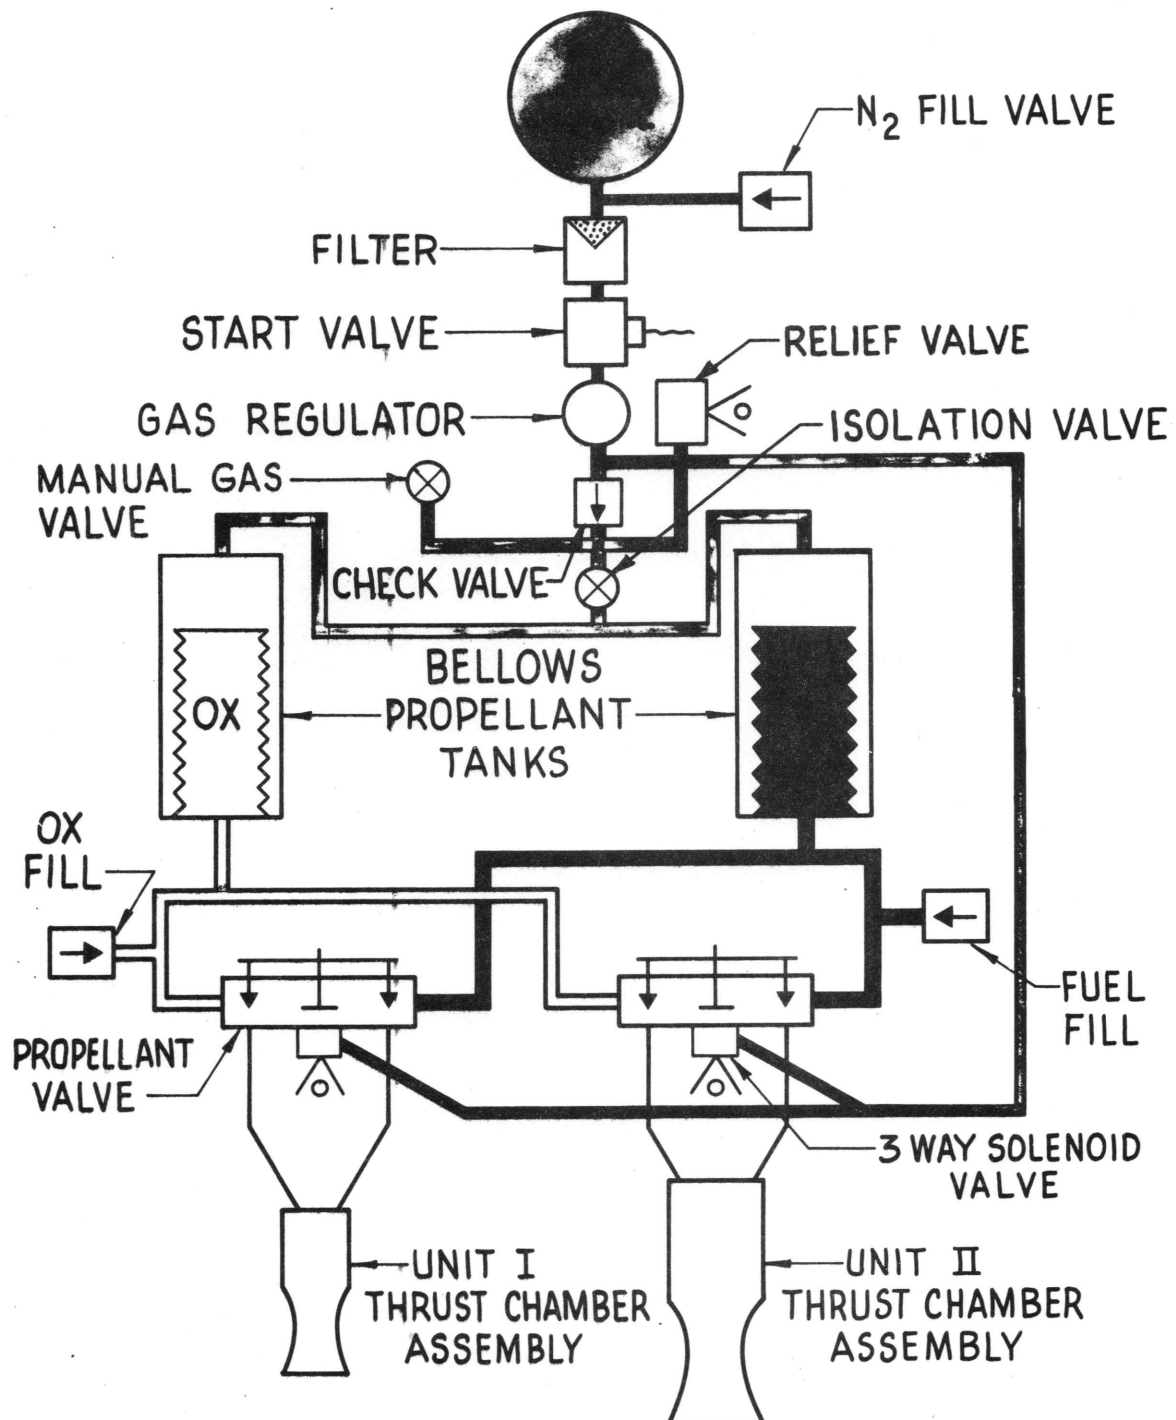 N2 FILL VALVE
FILTER
START VALVE
RELIEF VALVE
GAS REGULATOR
ISOLATION VALVE
MANUAL GAS
VALVE
CHECK VALVE
BELLOWS
PROPELLANT
TANKS
OX
OX
FILL
FUEL
FILL
PROPELLANT
VALVE
3 WAY SOLENOID
VALVE
UNIT I
THRUST CHAMBER
ASSEMBLY
UNIT II
THRUST CHAMBER
ASSEMBLY